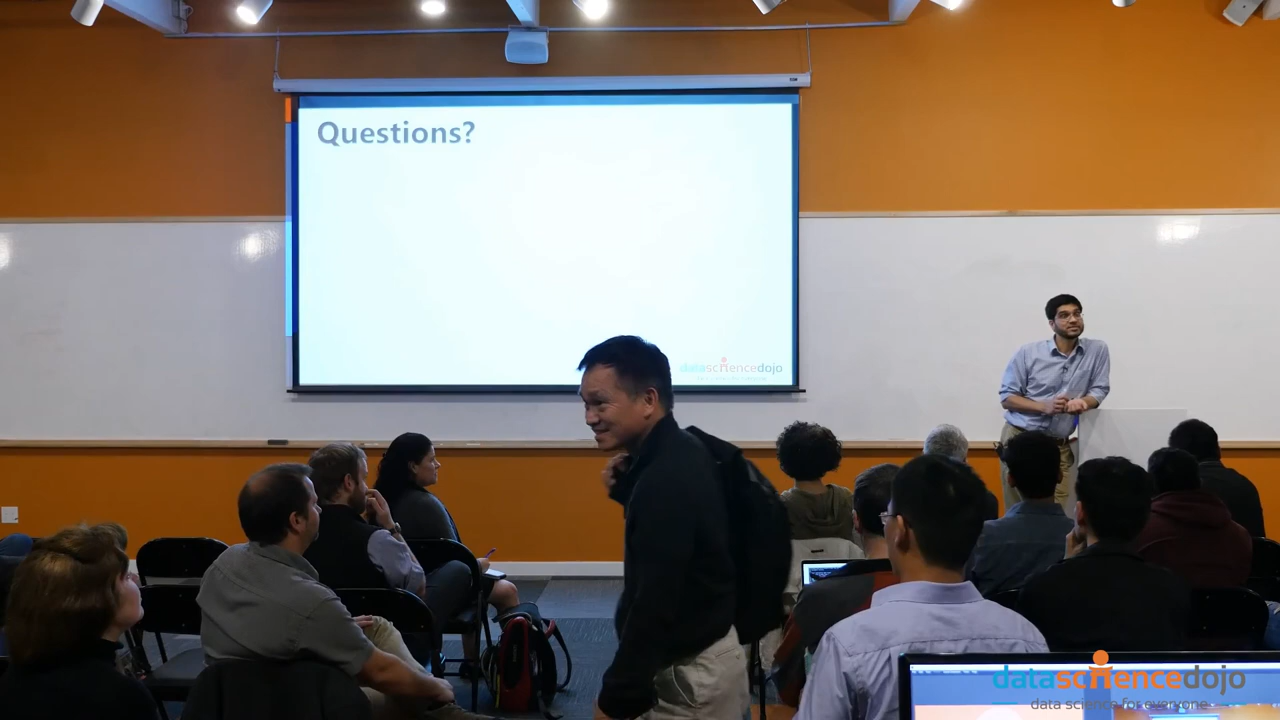 Questions?
datasciencedojo
datasciencedojo
data science for everyone